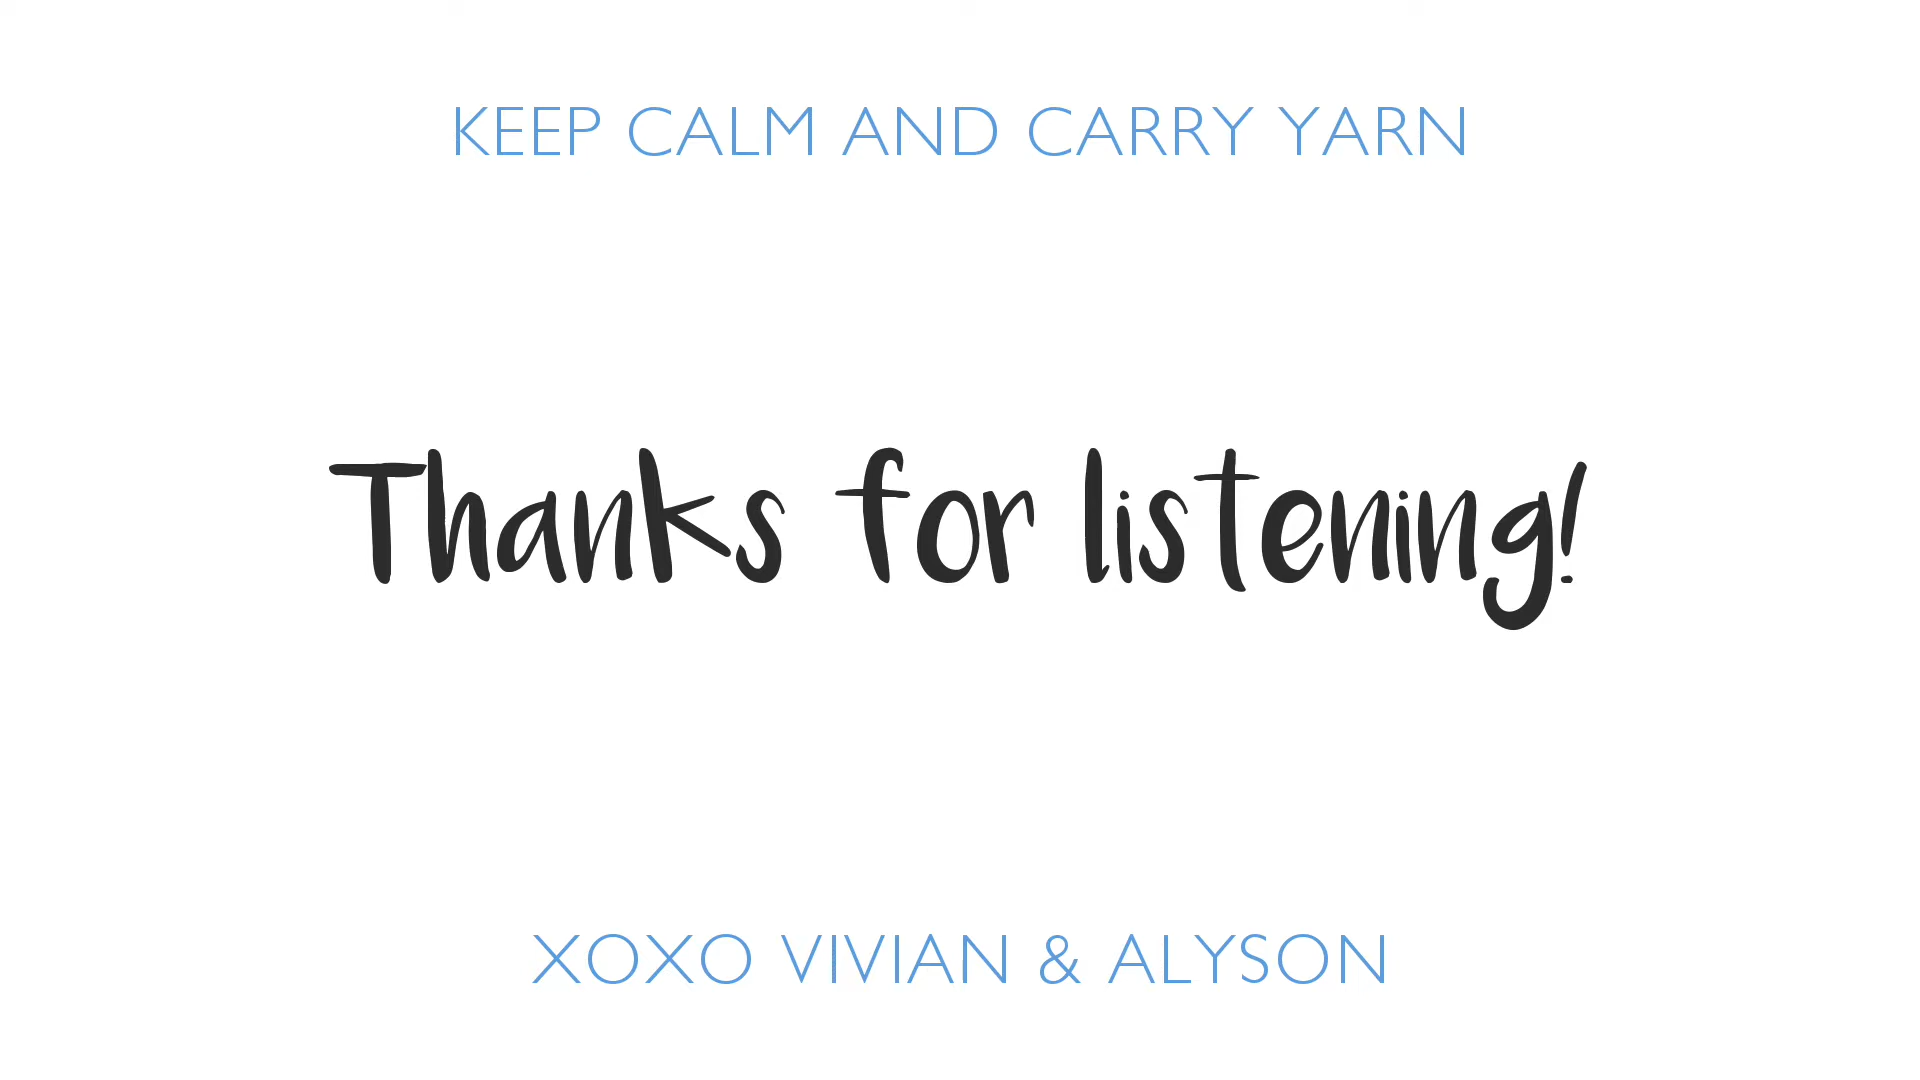 KEEP CALM AND CARRY YARN
Thanks for listening!
XOXO VIVIAN & ALYSON